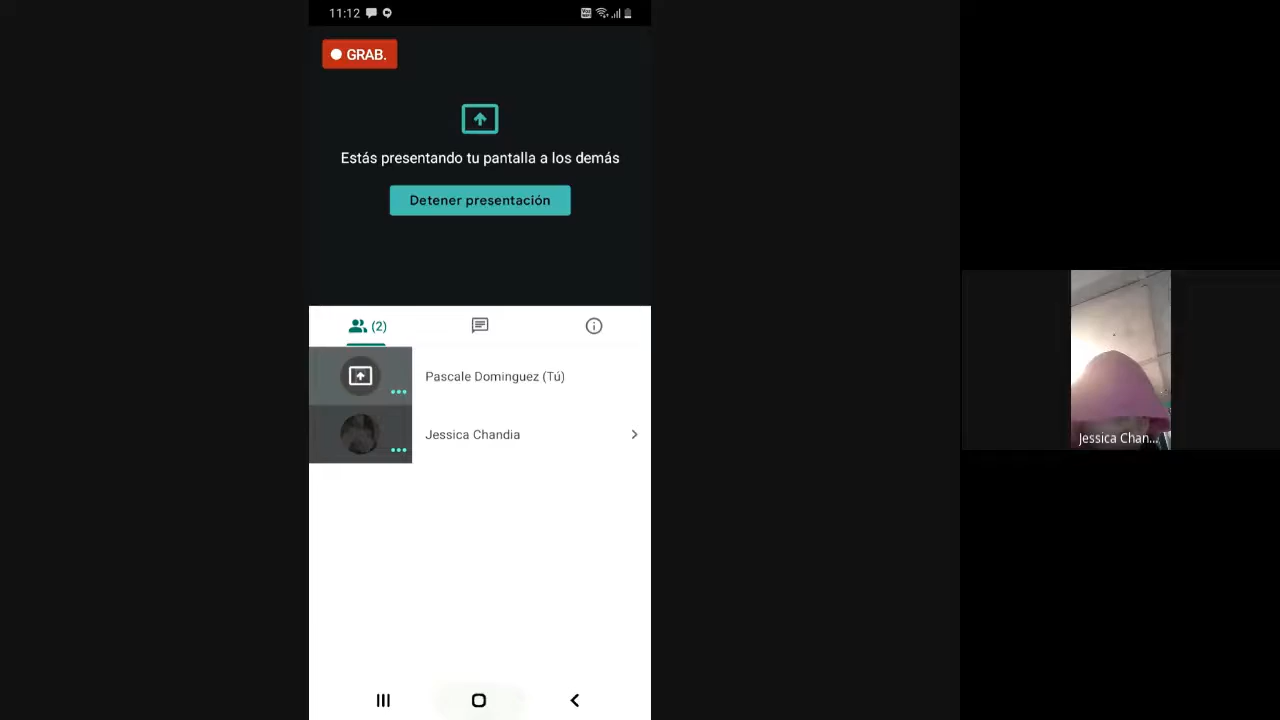 11:12
GRAB.
Estás presentando tu pantalla a los demás
Detener presentación
(2)
Pascale Dominguez (Tú)
Jessica Chandia
Jessica Chan...